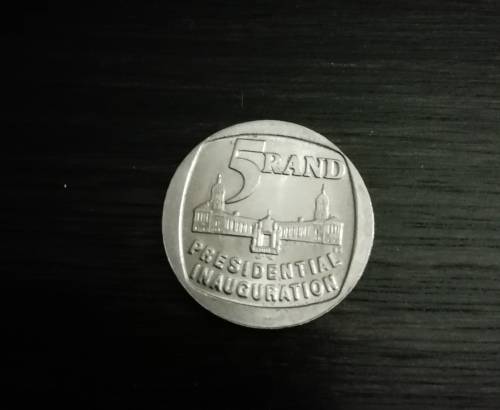 5 RAND
PRESIDENTIAL
INAUGURATION